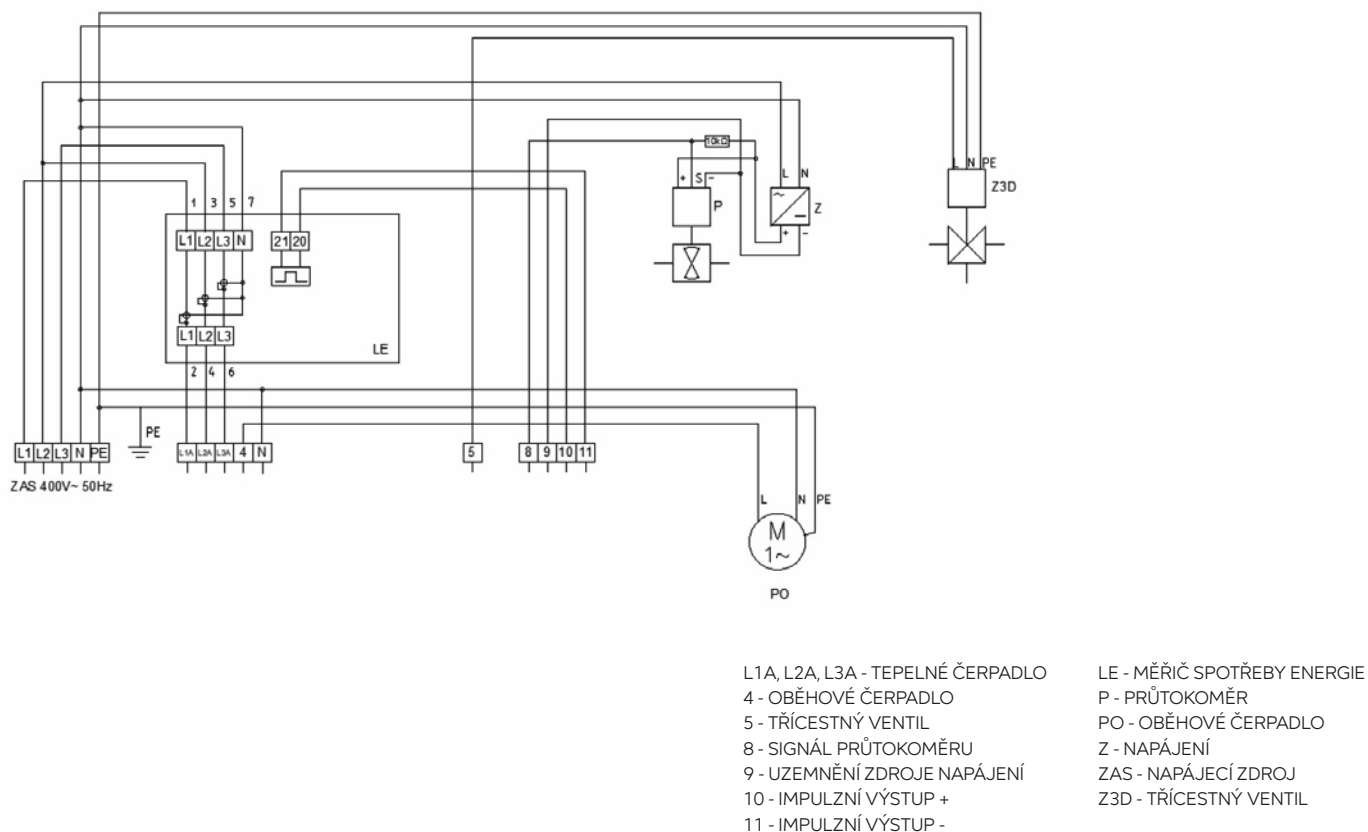 10kΩ
+ S - P
L N Z
+ -
L N PE
Z3D
1 3 5 7
L1 L2 L3 N
21 20
L1 L2 L3
LE
2 4 6
PE
L1 L2 L3 N PE
L1A L2A L3A 4 N
5
8 9 10 11
ZAS 400V~ 50Hz
L N PE
M
1~
PO
L1A, L2A, L3A - TEPELNÉ ČERPADLO
4 - OBĚHOVÉ ČERPADLO
5 - TŘÍCESTNÝ VENTIL
8 - SIGNÁL PRŮTOKOMĚRU
9 - UZEMNĚNÍ ZDROJE NAPÁJENÍ
10 - IMPULZNÍ VÝSTUP +
11 - IMPULZNÍ VÝSTUP -
LE - MĚŘIČ SPOTŘEBY ENERGIE
P - PRŮTOKOMĚR
PO - OBĚHOVÉ ČERPADLO
Z - NAPÁJENÍ
ZAS - NAPÁJECÍ ZDROJ
Z3D - TŘÍCESTNÝ VENTIL